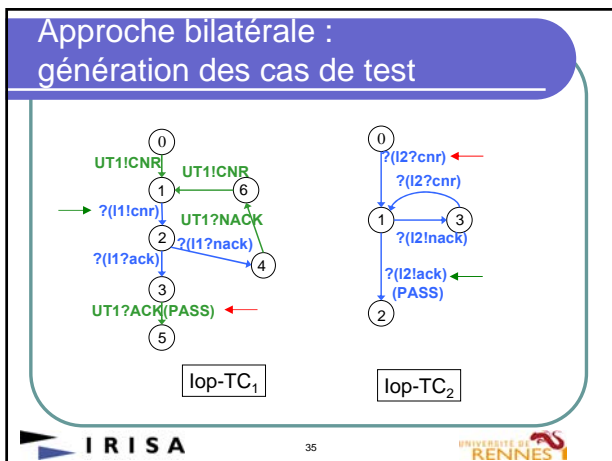 Approche bilatérale :
génération des cas de test
0
UT1!CNR
UT1!CNR
1
6
?(l1!cnr)
UT1?NACK
2
?(l1?nack)
?(l1?ack)
4
3
UT1?ACK(PASS)
5
Iop-TC1
0
?(l2?cnr)
?(l2?cnr)
1
3
?(l2!nack)
?(l2!ack)
(PASS)
2
Iop-TC2
IRISA
35
UNIVERSITÉ DE
RENNES 1